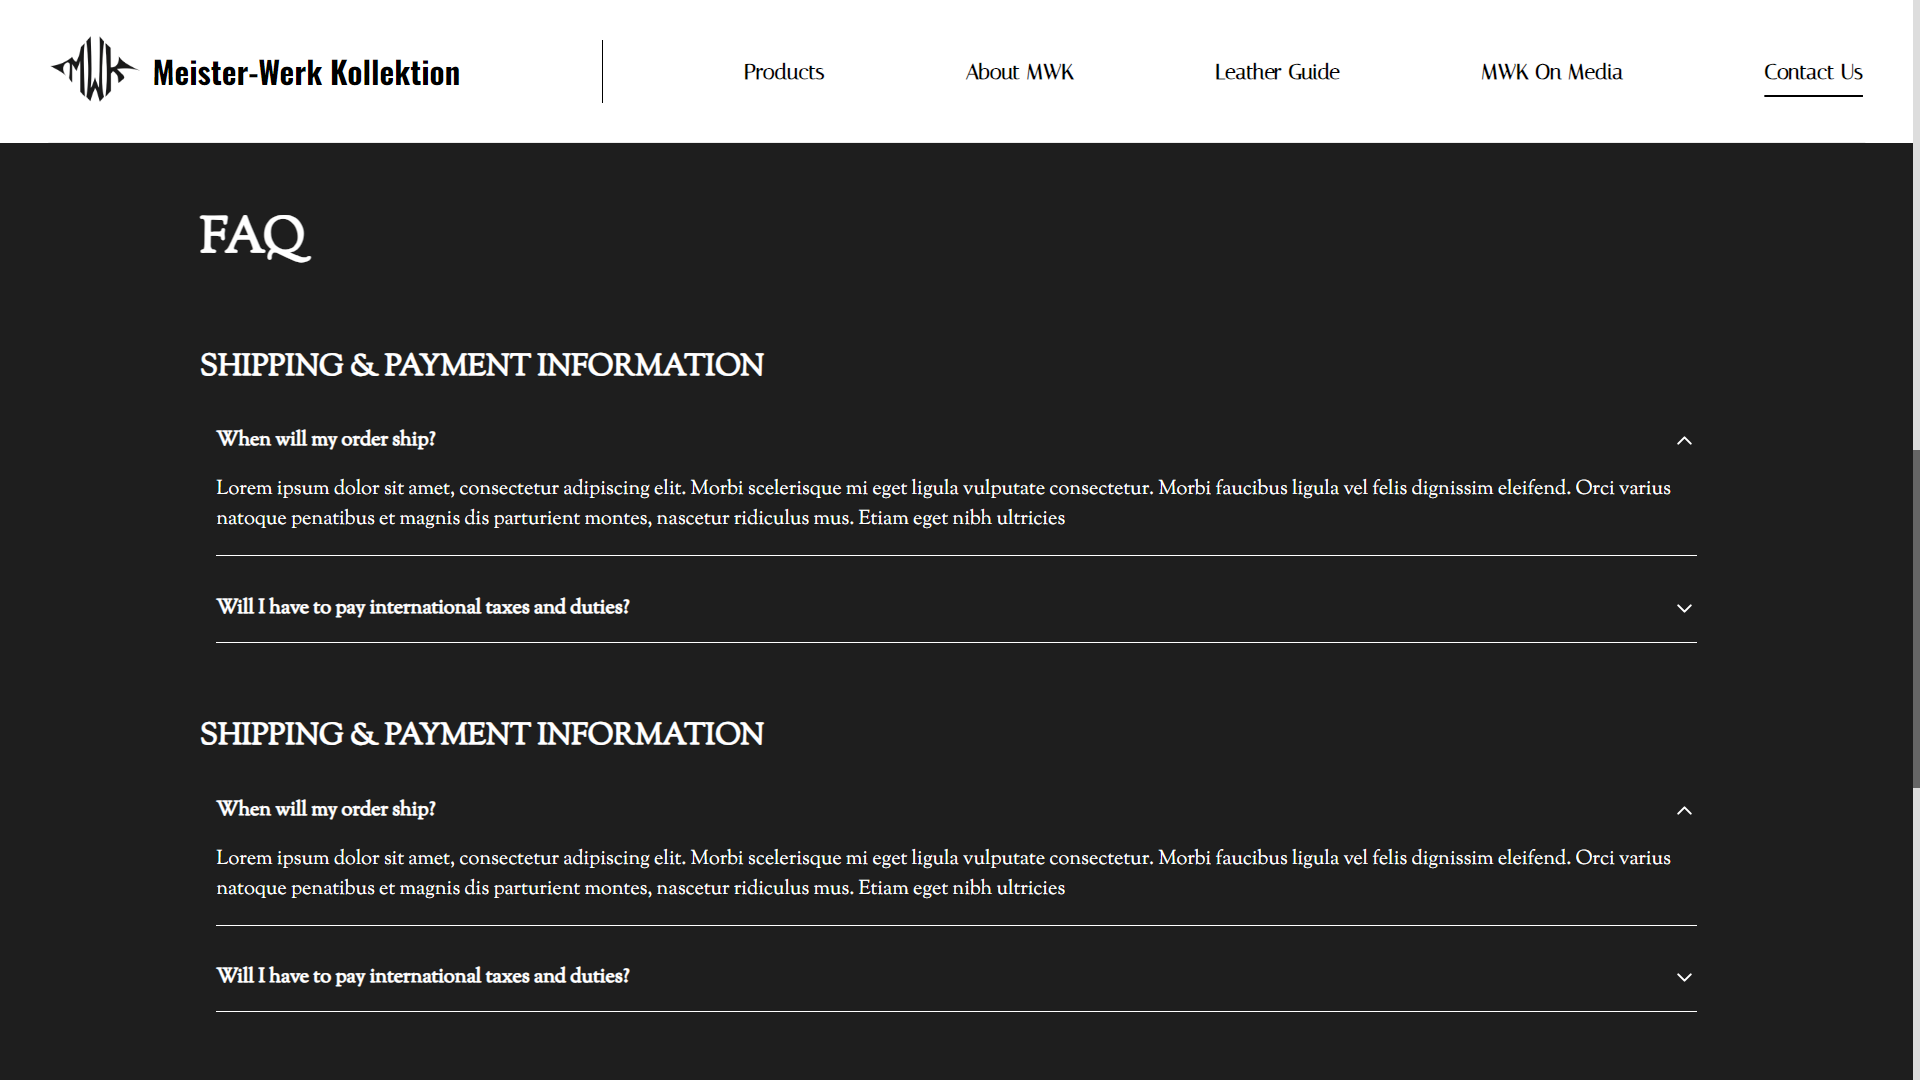 MWK Meister-Werk Kollektion
Products
About MWK
Leather Guide
MWK On Media
Contact Us
FAQ
SHIPPING & PAYMENT INFORMATION
When will my order ship?
Lorem ipsum dolor sit amet, consectetur adipiscing elit. Morbi scelerisque mi eget ligula vulputate consectetur. Morbi faucibus ligula vel felis dignissim eleifend. Orci varius
natoque penatibus et magnis dis parturient montes, nascetur ridiculus mus. Etiam eget nibh ultricies
Will I have to pay international taxes and duties?
SHIPPING & PAYMENT INFORMATION
When will my order ship?
Lorem ipsum dolor sit amet, consectetur adipiscing elit. Morbi scelerisque mi eget ligula vulputate consectetur. Morbi faucibus ligula vel felis dignissim eleifend. Orci varius
natoque penatibus et magnis dis parturient montes, nascetur ridiculus mus. Etiam eget nibh ultricies
Will I have to pay international taxes and duties?